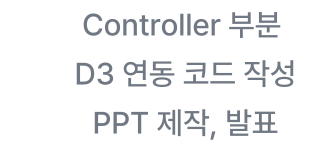 Controller 부분
D3 연동 코드 작성
PPT 제작, 발표